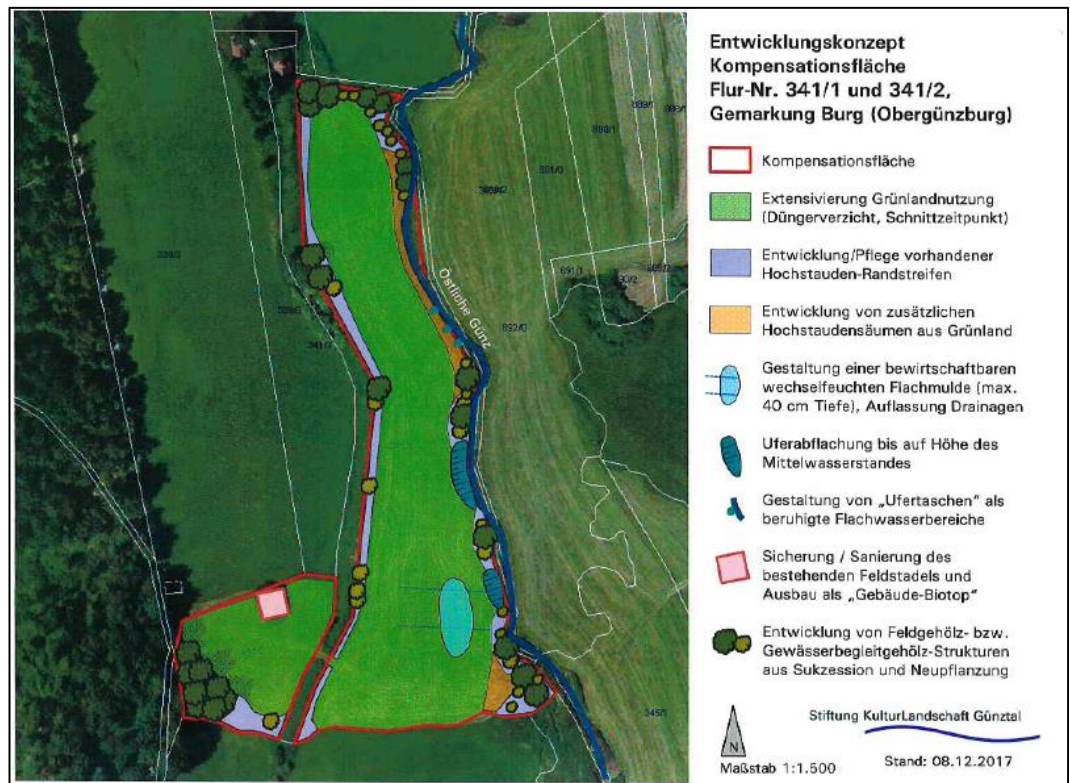 Entwicklungskonzept
Kompensationsfläche
Flur-Nr. 341/1 und 341/2,
Gemarkung Burg (Obergünzburg)
Kompensationsfläche
Extensivierung Grünlandnutzung
(Düngerverzicht, Schnittzeitpunkt)
Entwicklung/Pflege vorhandener
Hochstauden-Randstreifen
Entwicklung von zusätzlichen
Hochstaudensäumen aus Grünland
Gestaltung einer bewirtschaftbaren
wechselfeuchten Flachmulde (max.
40 cm Tiefe), Auflassung Drainagen
Uferabflachung bis auf Höhe des
Mittelwasserstandes
Gestaltung von „Ufertaschen" als
beruhigte Flachwasserbereiche
Sicherung / Sanierung des
bestehenden Feldstadels und
Ausbau als „Gebäude-Biotop"
Entwicklung von Feldgehölz- bzw.
Gewässerbegleitgehölz-Strukturen
aus Sukzession und Neupflanzung
N
Maßstab 1:1.500
Stiftung KulturLandschaft Günztal
Stand: 08.12.2017
Östliche Günz
892/0
891/1